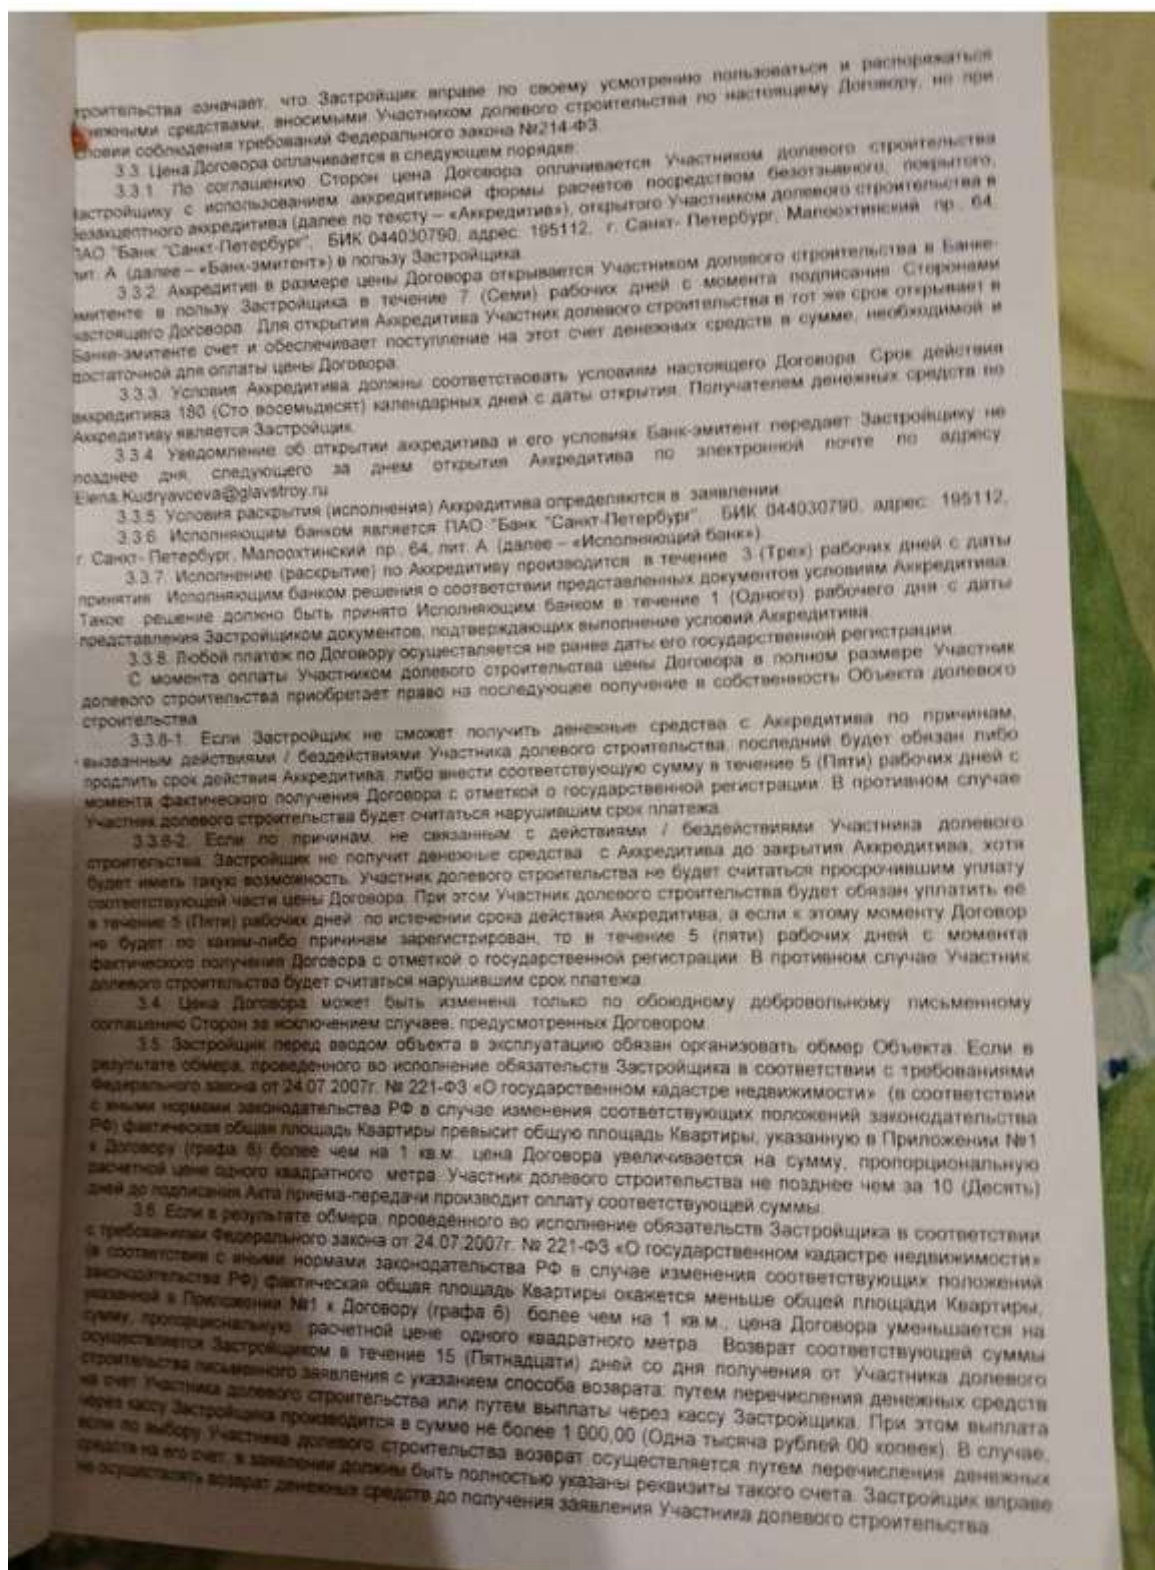 троительства означает, что Застройщик вправе по своему усмотрению пользоваться и распоряжаться
нежными средствами, вносимыми Участником долевого строительства по настоящему Договору, но при
словии соблюдения требований Федерального закона №214-ФЗ.
3.3. Цена Договора оплачивается в следующем порядке:
3.3.1. По соглашению Сторон цена Договора оплачивается Участником долевого строительства
Застройщику с использованием аккредитивной формы расчетов посредством безотзывного, покрытого,
безакцептного аккредитива (далее по тексту – «Аккредитив»), открытого Участником долевого строительства в
ПАО "Банк "Санкт-Петербург", БИК 044030790, адрес: 195112, г. Санкт- Петербург, Малоохтинский пр., 64,
лит. А (далее – «Банк-эмитент») в пользу Застройщика.
3.3.2. Аккредитив в размере цены Договора открывается Участником долевого строительства в Банке-
эмитенте в пользу Застройщика в течение 7 (Семи) рабочих дней с момента подписания Сторонами
настоящего Договора. Для открытия Аккредитива Участник долевого строительства в тот же срок открывает в
Банке-эмитенте счет и обеспечивает поступление на этот счет денежных средств в сумме, необходимой и
достаточной для оплаты цены Договора.
3.3.3. Условия Аккредитива должны соответствовать условиям настоящего Договора. Срок действия
аккредитива 180 (Сто восемьдесят) календарных дней с даты открытия. Получателем денежных средств по
Аккредитиву является Застройщик.
3.3.4. Уведомление об открытии аккредитива и его условиях Банк-эмитент передает Застройщику не
позднее дня, следующего за днем открытия Аккредитива по электронной почте по адресу
Elena.Kudryavceva@glavstroy.ru
3.3.5. Условия раскрытия (исполнения) Аккредитива определяются в заявлении.
3.3.6. Исполняющим банком является ПАО "Банк "Санкт-Петербург", БИК 044030790, адрес: 195112,
г. Санкт- Петербург, Малоохтинский пр., 64, лит. А (далее – «Исполняющий банк»)
3.3.7. Исполнение (раскрытие) по Аккредитиву производится в течение 3 (Трех) рабочих дней с даты
принятия Исполняющим банком решения о соответствии представленных документов условиям Аккредитива.
Такое решение должно быть принято Исполняющим банком в течение 1 (Одного) рабочего дня с даты
представления Застройщиком документов, подтверждающих выполнение условий Аккредитива.
3.3.8. Любой платеж по Договору осуществляется не ранее даты его государственной регистрации.
С момента оплаты Участником долевого строительства цены Договора в полном размере Участник
долевого строительства приобретает право на последующее получение в собственность Объекта долевого
строительства.
3.3.8-1. Если Застройщик не сможет получить денежные средства с Аккредитива по причинам,
вызванным действиями / бездействиями Участника долевого строительства, последний будет обязан либо
продлить срок действия Аккредитива, либо внести соответствующую сумму в течение 5 (Пяти) рабочих дней с
момента фактического получения Договора с отметкой о государственной регистрации. В противном случае
Участник долевого строительства будет считаться нарушившим срок платежа.
3.3.8-2. Если по причинам, не связанным с действиями / бездействиями Участника долевого
строительства, Застройщик не получит денежные средства с Аккредитива до закрытия Аккредитива, хотя
будет иметь такую возможность, Участник долевого строительства не будет считаться просрочившим уплату
соответствующей части цены Договора. При этом Участник долевого строительства будет обязан уплатить её
в течение 5 (Пяти) рабочих дней по истечении срока действия Аккредитива, а если к этому моменту Договор
не будет по каким-либо причинам зарегистрирован, то в течение 5 (пяти) рабочих дней с момента
фактического получения Договора с отметкой о государственной регистрации. В противном случае Участник
долевого строительства будет считаться нарушившим срок платежа.
3.4. Цена Договора может быть изменена только по обоюдному добровольному письменному
соглашению Сторон за исключением случаев, предусмотренных Договором.
3.5. Застройщик перед вводом объекта в эксплуатацию обязан организовать обмер Объекта. Если в
результате обмера, проведенного во исполнение обязательств Застройщика в соответствии с требованиями
Федерального закона от 24.07.2007г. № 221-ФЗ «О государственном кадастре недвижимости» (в соответствии
с иными нормами законодательства РФ в случае изменения соответствующих положений законодательства
РФ) фактическая общая площадь Квартиры превысит общую площадь Квартиры, указанную в Приложении №1
к Договору (графа 6) более чем на 1 кв.м., цена Договора увеличивается на сумму, пропорциональную
расчетной цене одного квадратного метра. Участник долевого строительства не позднее чем за 10 (Десять)
дней до подписания Акта приема-передачи производит оплату соответствующей суммы.
3.6. Если в результате обмера, проведённого во исполнение обязательств Застройщика в соответствии
с требованиями Федерального закона от 24.07.2007г. № 221-ФЗ «О государственном кадастре недвижимости»
(в соответствии с иными нормами законодательства РФ в случае изменения соответствующих положений
законодательства РФ) фактическая общая площадь Квартиры окажется меньше общей площади Квартиры,
указанной в Приложении №1 к Договору (графа 6) более чем на 1 кв.м., цена Договора уменьшается на
сумму, пропорциональную расчетной цене одного квадратного метра. Возврат соответствующей суммы
осуществляется Застройщиком в течение 15 (Пятнадцати) дней со дня получения от Участника долевого
строительства письменного заявления с указанием способа возврата: путем перечисления денежных средств
на счет Участника долевого строительства или путем выплаты через кассу Застройщика. При этом выплата
через кассу Застройщика производится в сумме не более 1 000,00 (Одна тысяча рублей 00 копеек). В случае,
если по выбору Участника долевого строительства возврат осуществляется путем перечисления денежных
средств на его счет, в заявлении должны быть полностью указаны реквизиты такого счета. Застройщик вправе
не осуществлять возврат денежных средств до получения заявления Участника долевого строительства.